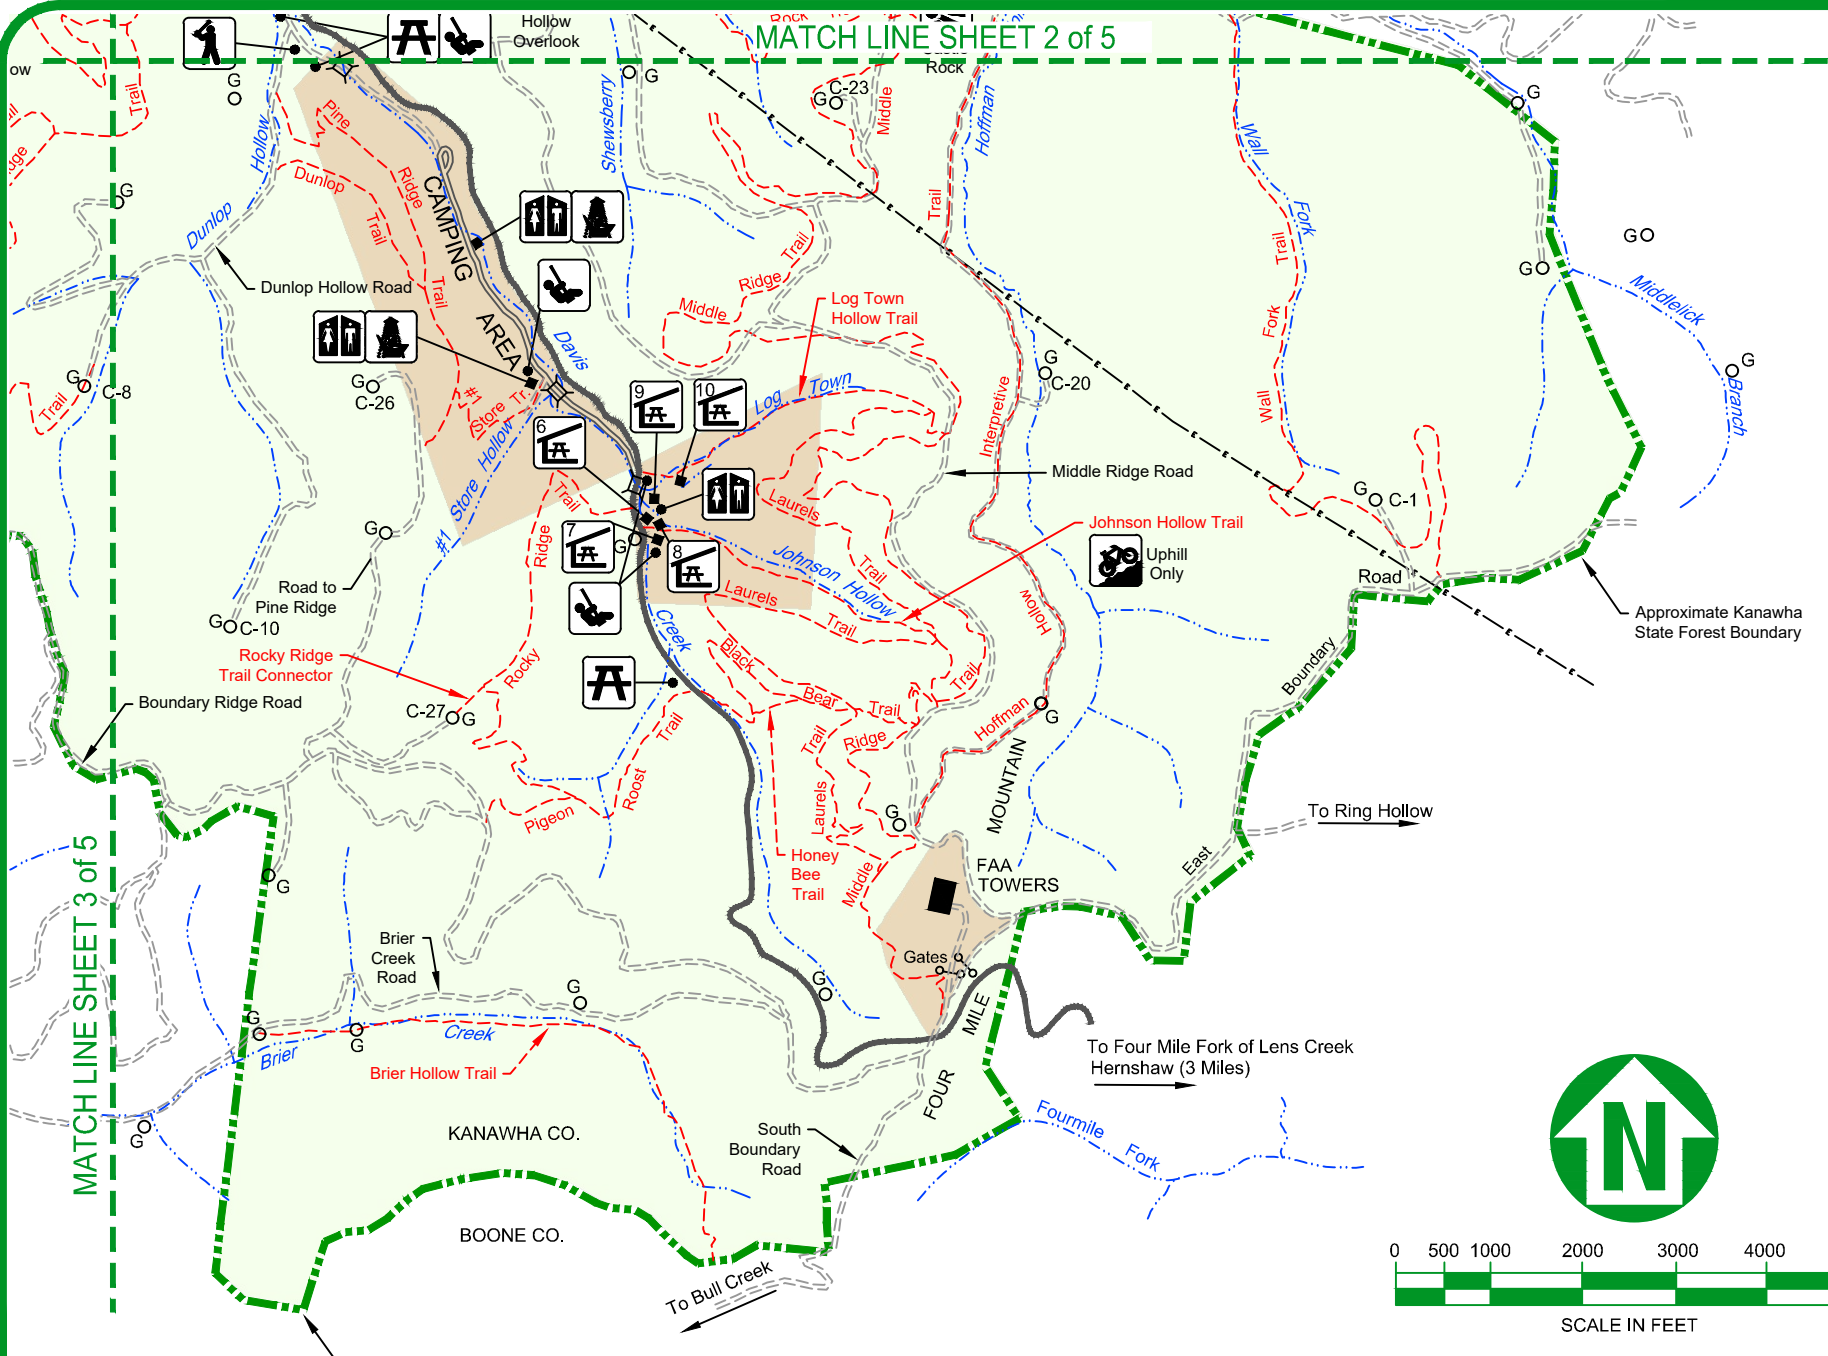 Hollow
Overlook
Rock
MATCH LINE SHEET 2 of 5
Rock
ow
G
Trail
Hollow
Pine
Shewsberry
G
C-23
G
Middle
Hoffman
Wall
G
Dunlop
Ridge
CAMPING
Trail
Trail
Fork
G
Dunlop
Trail
Trail
G
G
Dunlop Hollow Road
Trail
Ridge
Middle
Log Town
Hollow Trail
Middlelick
AREA
Davis
Fork
G
C-8
G
C-26
Trail
#1
Store
Tr.
9
10
Log
Town
G
C-20
Wall
Branch
Hollow
6
Interpretive
Middle Ridge Road
Store
#1
Trail
Ridge
Laurels
G
C-1
G
7
G
8
Johnson Hollow Trail
Johnson
Hollow
Trail
Uphill
Only
Road to
Pine Ridge
Laurels
Trail
Hollow
Road
G
C-10
Creek
Approximate Kanawha
State Forest Boundary
Rocky Ridge
Trail Connector
Rocky
Black
Bear
Trail
Trail
Boundary
Boundary Ridge Road
C-27
G
Trail
Trail
Ridge
Hoffman
G
MOUNTAIN
Roost
Pigeon
Laurels
G
To Ring Hollow
East
Honey
Bee
Trail
Middle
FAA
TOWERS
G
MATCH LINE SHEET 3 of 5
Brier
Creek
Road
Gates
G
G
G
G
Brier
Creek
MILE
Brier Hollow Trail
To Four Mile Fork of Lens Creek
Hernshaw (3 Miles)
FOUR
G
KANAWHA CO.
South
Boundary
Road
Fourmile
Fork
N
BOONE CO.
To Bull Creek
0 500 1000 2000 3000 4000
SCALE IN FEET